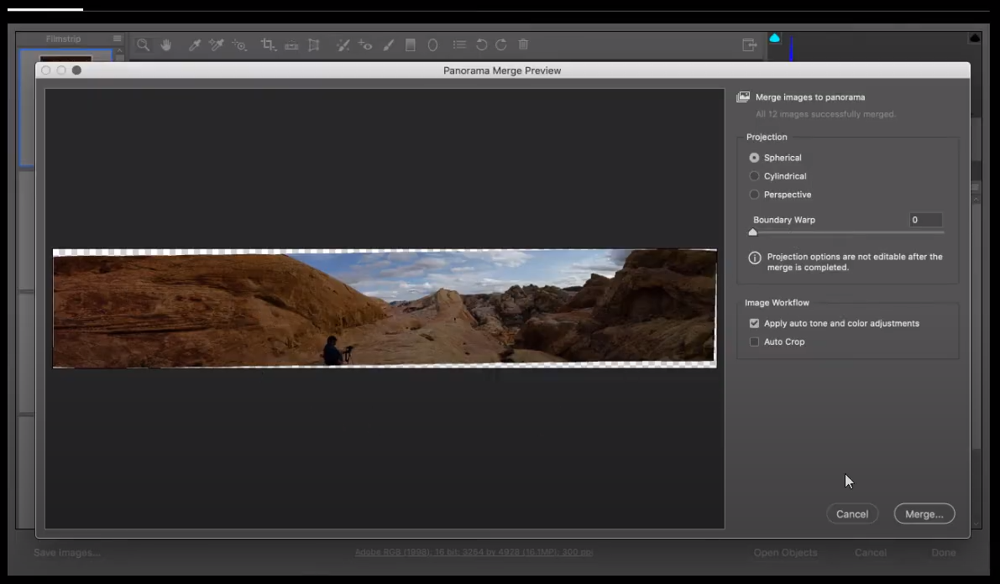 Filmstrip
Panorama Merge Preview
Merge images to panorama
All 12 images successfully merged.
Projection
Spherical
Cylindrical
Perspective
Boundary Warp
0
Projection options are not editable after the
merge is completed.
Image Workflow
Apply auto tone and color adjustments
Auto Crop
Cancel
Merge...
Save Images...
Adobe RGB (1998); 16 bit; 3264 by 4928 (16.1MP); 300 ppi
Open Objects
Cancel
Done